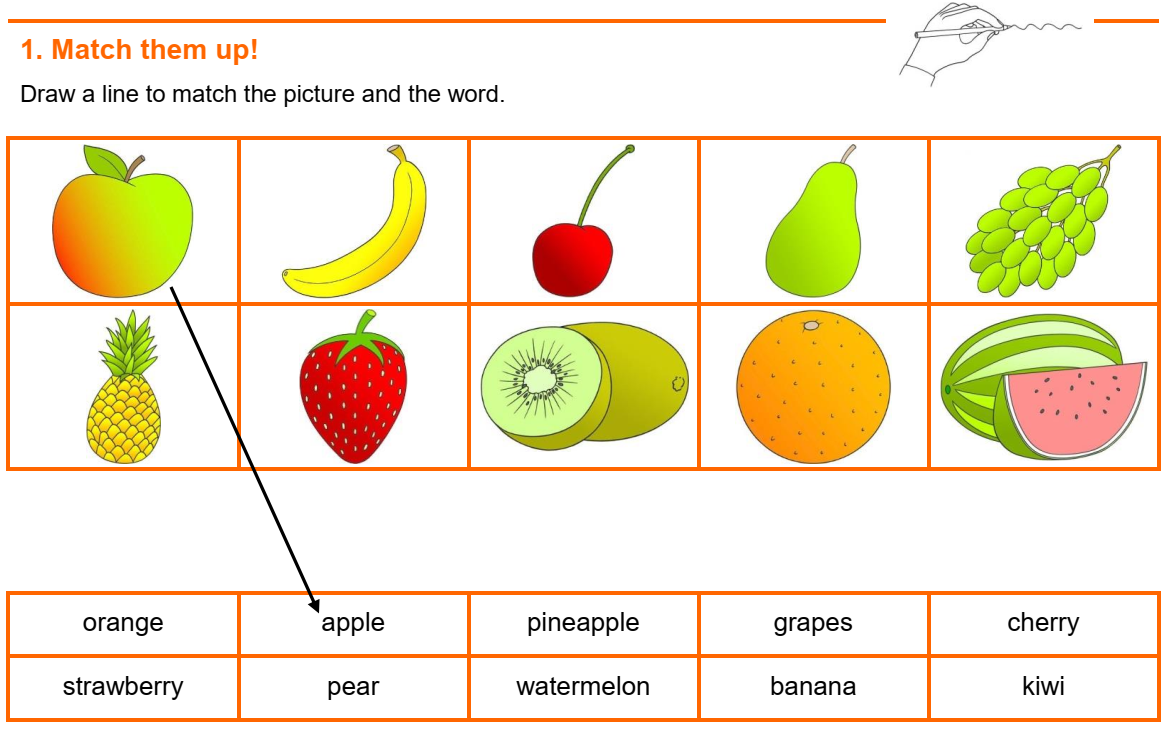 1. Match them up!
Draw a line to match the picture and the word.
orange apple pineapple grapes cherry
strawberry pear watermelon banana kiwi